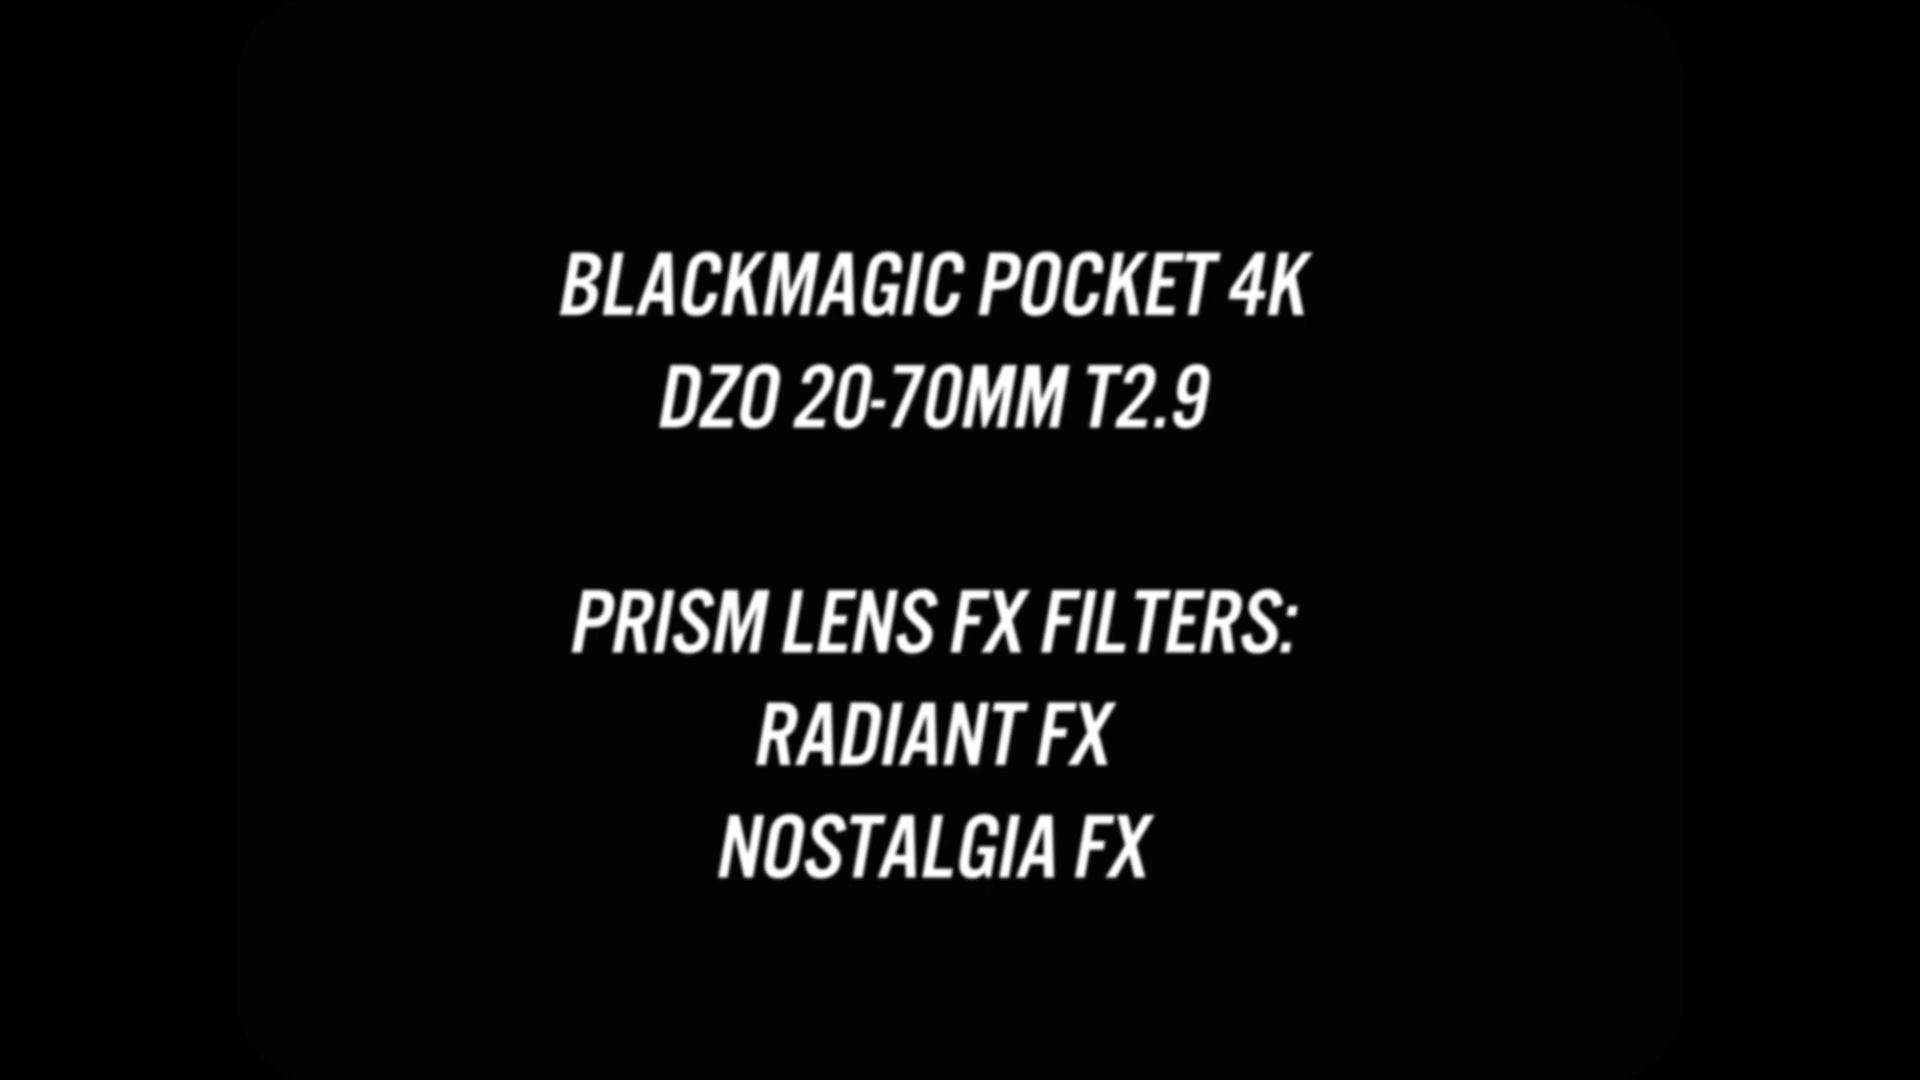 BLACKMAGIC POCKET 4K
DZO 20-70MM T2.9
PRISM LENS FX FILTERS:
RADIANT FX
NOSTALGIA FX